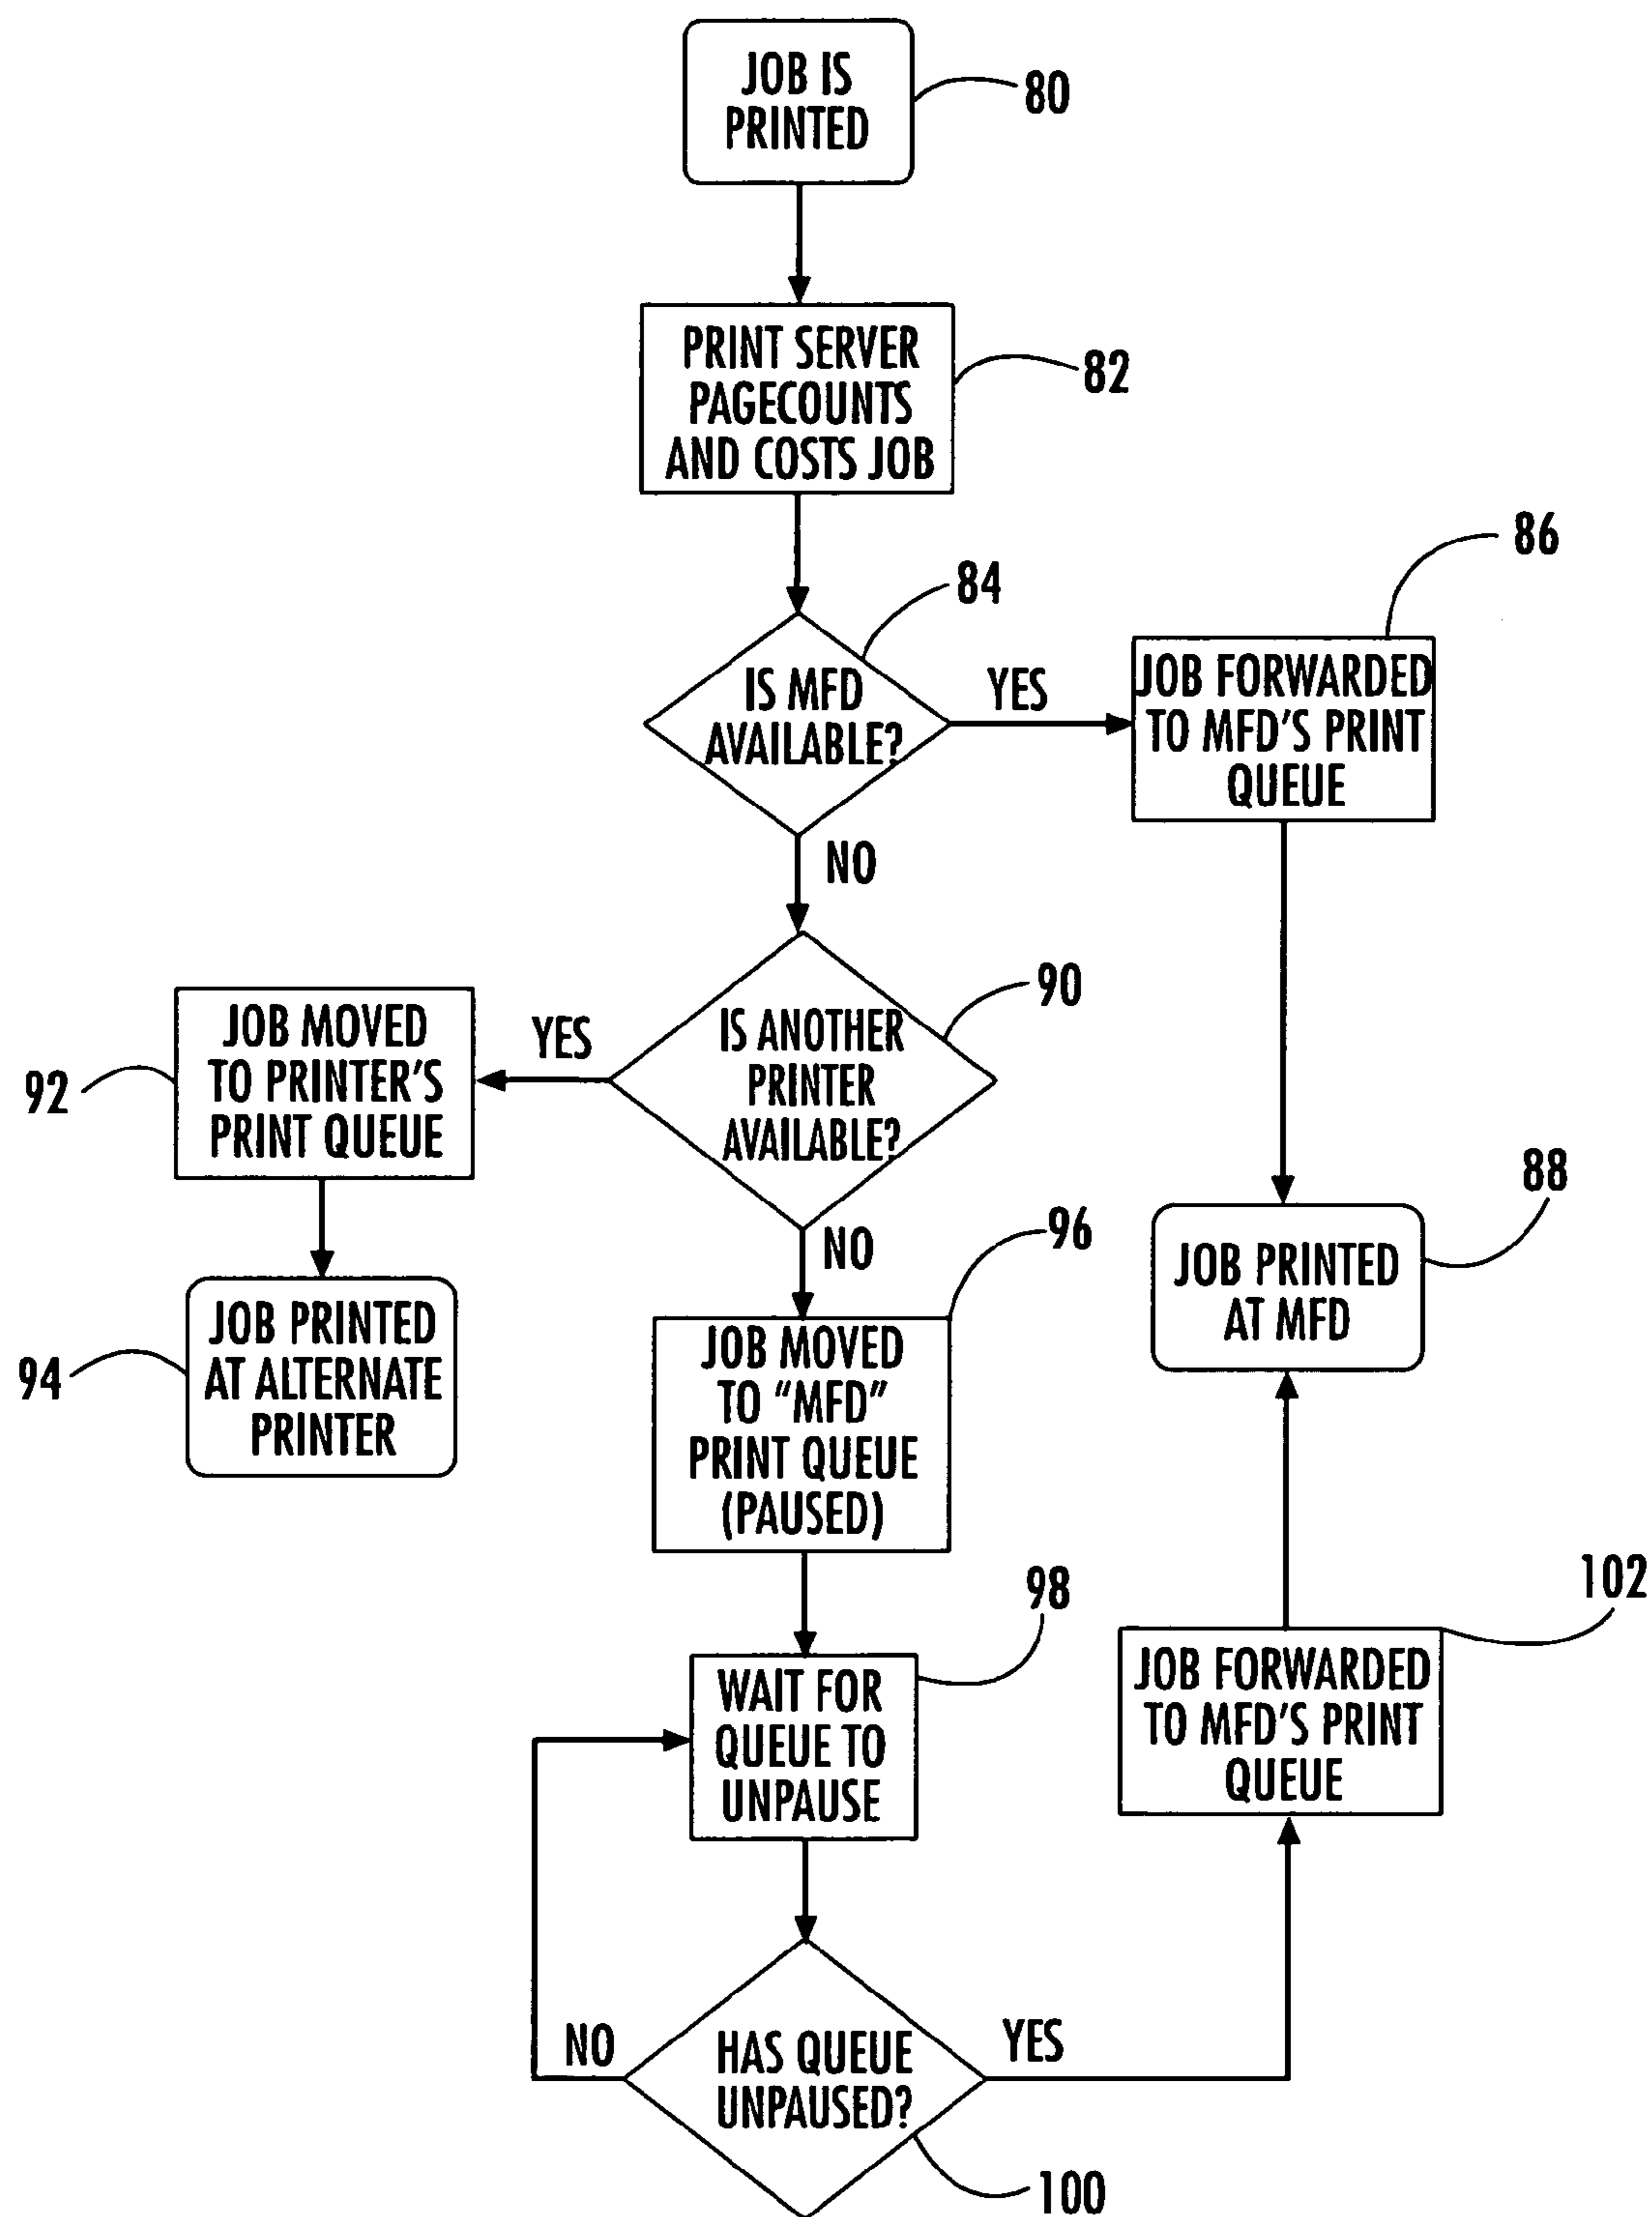 JOB IS
PRINTED
80
PRINT SERVER
PAGECOUNTS
AND COSTS JOB
82
84
IS MFD
AVAILABLE?
YES
86
JOB FORWARDED
TO MFD'S PRINT
QUEUE
NO
90
IS ANOTHER
PRINTER
AVAILABLE?
YES
92
JOB MOVED
TO PRINTER'S
PRINT QUEUE
94
JOB PRINTED
AT ALTERNATE
PRINTER
88
JOB PRINTED
AT MFD
NO
96
JOB MOVED
TO "MFD"
PRINT QUEUE
(PAUSED)
98
WAIT FOR
QUEUE TO
UNPAUSE
102
JOB FORWARDED
TO MFD'S PRINT
QUEUE
NO
HAS QUEUE
UNPAUSED?
YES
100